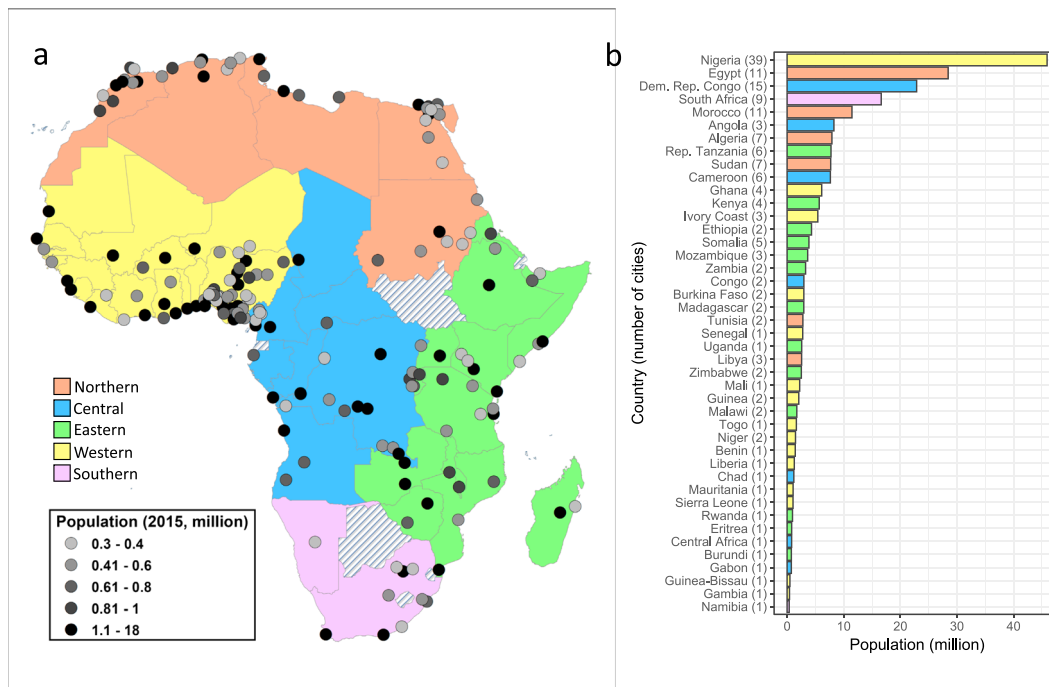 a
Northern
Central
Eastern
Western
Southern
Population (2015, million)
0.3 - 0.4
0.41 - 0.6
0.61 - 0.8
0.81 - 1
1.1 - 18
b
Country (number of cities)
Nigeria (39)
Egypt (11)
Dem. Rep. Congo (15)
South Africa (9)
Morocco (11)
Angola (3)
Algeria (7)
Rep. Tanzania (6)
Sudan (7)
Cameroon (6)
Ghana (4)
Kenya (4)
Ivory Coast (3)
Ethiopia (2)
Somalia (5)
Mozambique (3)
Zambia (2)
Congo (2)
Burkina Faso (2)
Madagascar (2)
Tunisia (2)
Senegal (1)
Uganda (1)
Libya (3)
Zimbabwe (2)
Mali (1)
Guinea (2)
Malawi (2)
Togo (1)
Niger (2)
Benin (1)
Liberia (1)
Chad (1)
Mauritania (1)
Sierra Leone (1)
Rwanda (1)
Eritrea (1)
Central Africa (1)
Burundi (1)
Gabon (1)
Guinea-Bissau (1)
Gambia (1)
Namibia (1)
0 10 20 30 40
Population (million)